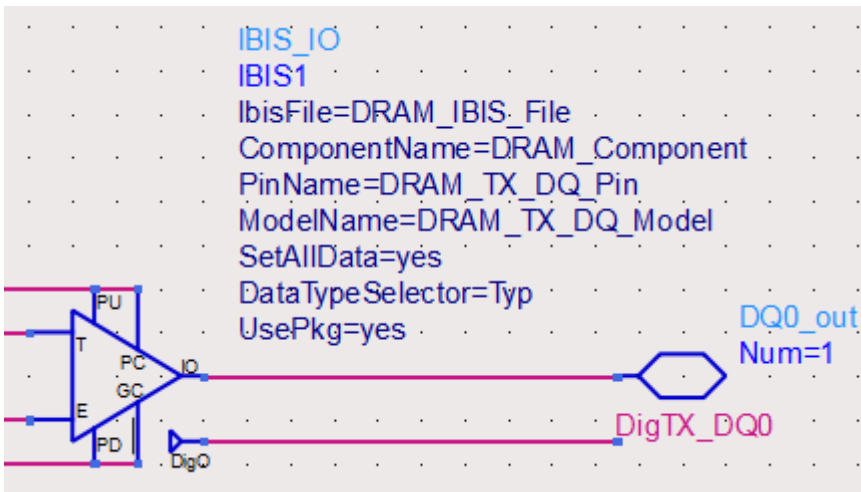 IBIS_IO
IBIS1
IbisFile=DRAM_IBIS_File
ComponentName=DRAM_Component
PinName=DRAM_TX_DQ_Pin
ModelName=DRAM_TX_DQ_Model
SetAllData=yes
DataTypeSelector=Typ
UsePkg=yes
PU
T
PC
IO
GC
E
PD
DigO
DQ0_out
Num=1
DigTX_DQ0